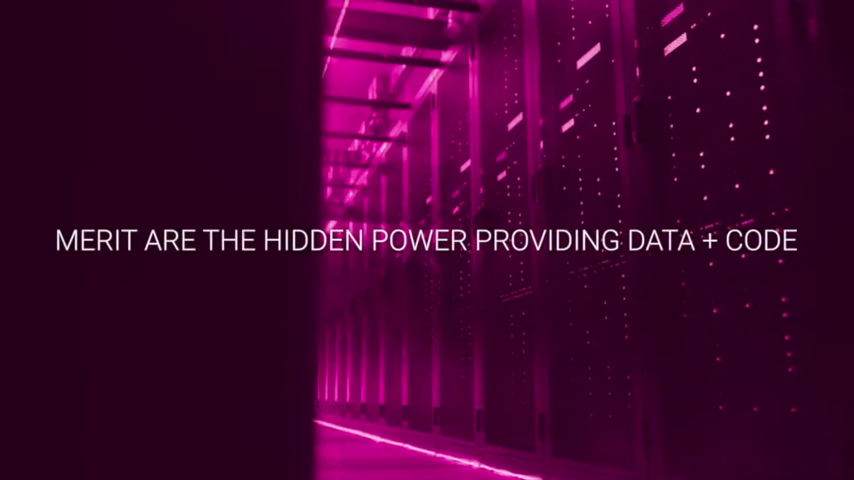 MERIT ARE THE HIDDEN POWER PROVIDING DATA + CODE